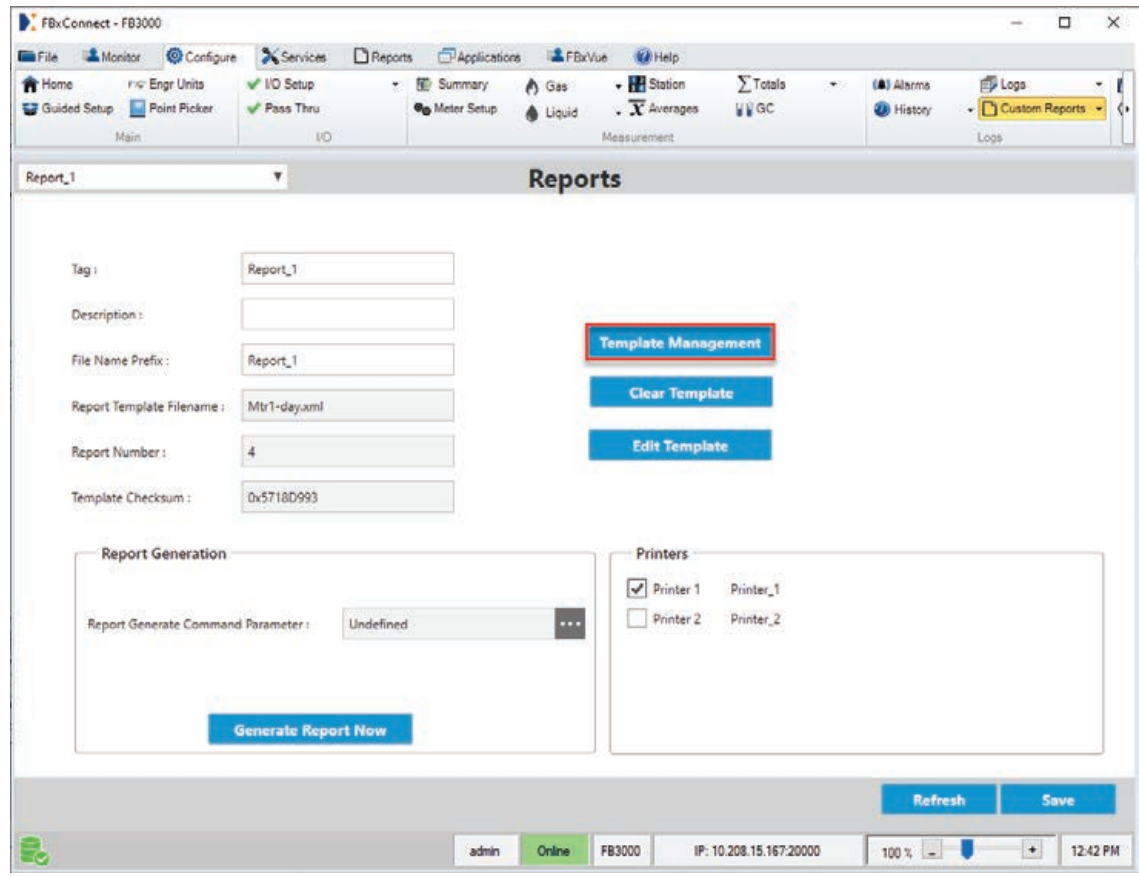 FBxConnect - FB3000
File Monitor Configure Services Reports Applications FBxVue Help
Home Engr Units I/O Setup Summary Gas Station Totals Alarms Logs
Guided Setup Point Picker Pass Thru Meter Setup Liquid Averages GC History Custom Reports
Main I/O Measurement Logs
Report_1 Reports
Tag : Report_1
Description :
Template Management
File Name Prefix : Report_1
Clear Template
Report Template Filename : Mtr1-day.xml
Edit Template
Report Number : 4
Template Checksum : 0x5718D993
Report Generation
Report Generate Command Parameter : Undefined
Generate Report Now
Printers
Printer 1 Printer_1
Printer 2 Printer_2
Refresh Save
admin Online FB3000 IP: 10.208.15.167:20000 100 % - + 12:42 PM